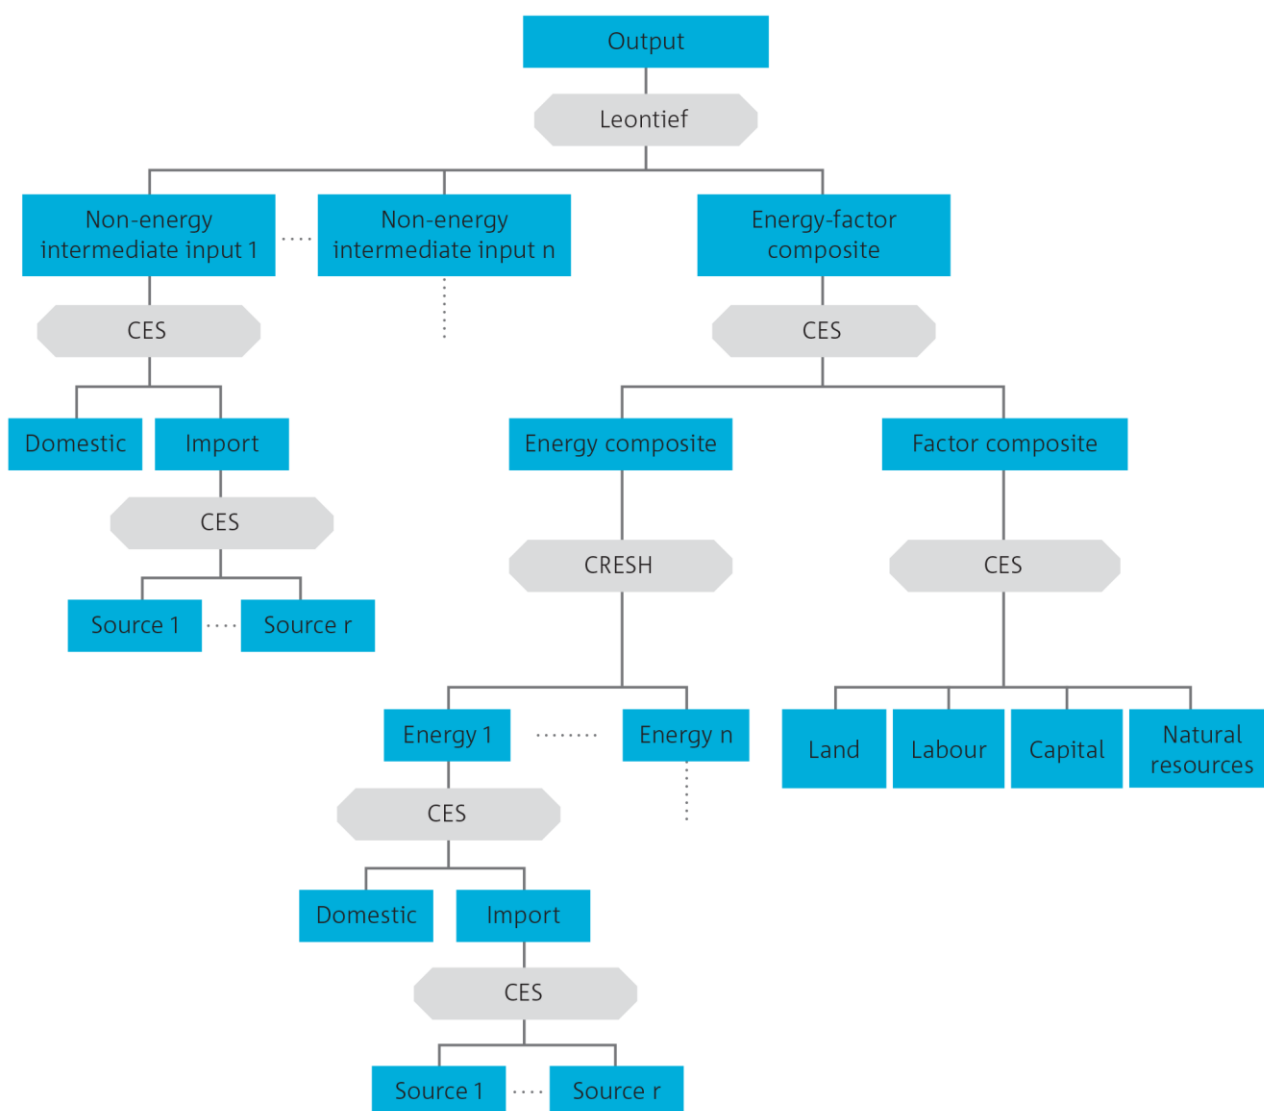 Output
Leontief
Non-energy
intermediate input 1
Non-energy
intermediate input n
Energy-factor
composite
CES
CES
Domestic
Import
Energy composite
Factor composite
CES
CRESH
CES
Source 1
Source r
Energy 1
Energy n
Land
Labour
Capital
Natural
resources
CES
Domestic
Import
CES
Source 1
Source r